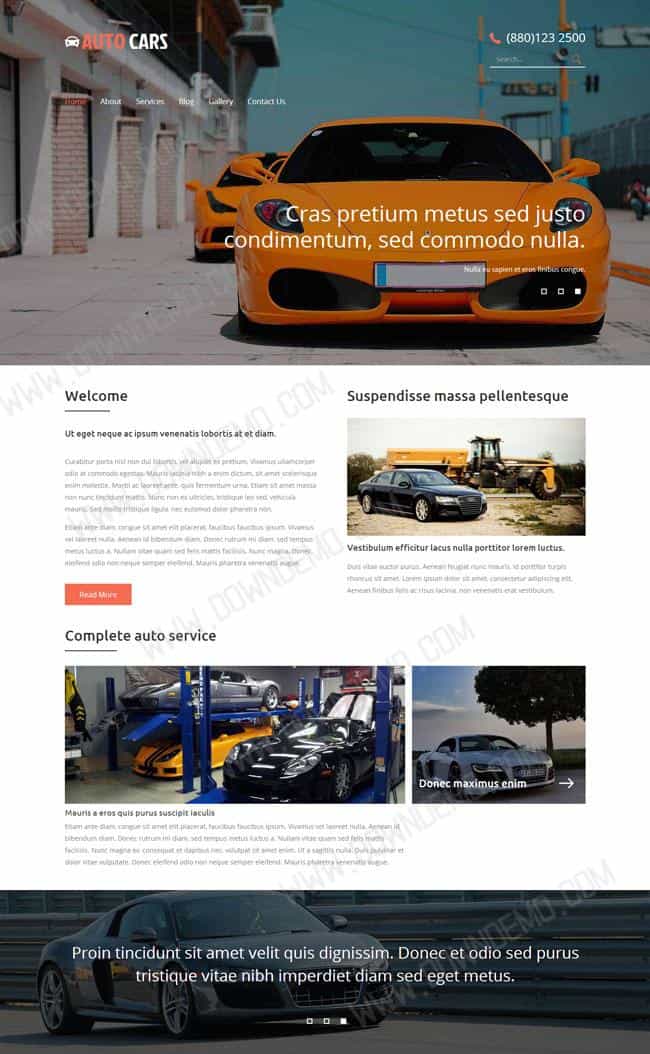 AUTO CARS
(880)123 2500
Search...
Home About Services Blog Gallery Contact Us
Cras pretium metus sed justo
condimentum, sed commodo nulla.
Nulla eu sapien et eros finibus congue.
Welcome
Ut eget neque ac ipsum venenatis lobortis at et diam.
Curabitur porta nisl non dui lobortis, vel aliquet ex pretium. Vivamus ullamcorper
odio at commodo egestas. Mauris lacinia nibh a enim dictum, sit amet scelerisque
enim molestie. Morbi ac laoreet ante, quis fermentum urna. Etiam sit amet massa
non nunc tincidunt mattis. Nunc non ex ultricies, tristique leo sed, vehicula
mauris. Sed mollis tristique ligula, nec euismod dolor pharetra non.
Etiam ante diam, congue sit amet elit placerat, faucibus faucibus ipsum. Vivamus
vel laoreet nulla. Aenean id bibendum diam. Donec rutrum mi diam, sed tempus
metus luctus a. Nullam vitae quam sed felis mattis facilisis. Nunc magna, Donec
eleifend odio non neque semper eleifend. Mauris pharetra venenatis augue.
Read More
Suspendisse massa pellentesque
Vestibulum efficitur lacus nulla porttitor lorem luctus.
Duis vitae auctor purus. Aenean feugiat nunc mauris, id porttitor turpis
rhoncus sit amet. Lorem ipsum dolor sit amet, consectetur adipiscing elit.
Aenean finibus felis ac risus lacinia, non venenatis erat vestibulum.
Complete auto service
Mauris a eros quis purus suscipit iaculis
Etiam ante diam, congue sit amet elit placerat, faucibus faucibus ipsum. Vivamus vel laoreet nulla. Aenean id
bibendum diam. Donec rutrum mi diam, sed tempus metus luctus a. Nullam vitae quam sed felis mattis
facilisis. Nunc magna ex consequat et dapibus nec, volutpat sit amet enim. Ut a sagittis nulla. Duis pulvinar et
dolor vitae vulputate. Donec eleifend odio non neque semper eleifend. Mauris pharetra venenatis augue.
Donec maximus enim
Proin tincidunt sit amet velit quis dignissim. Donec et odio sed purus
tristique vitae nibh imperdiet diam sed eget metus.
WWW.DOWNDEMO.COM